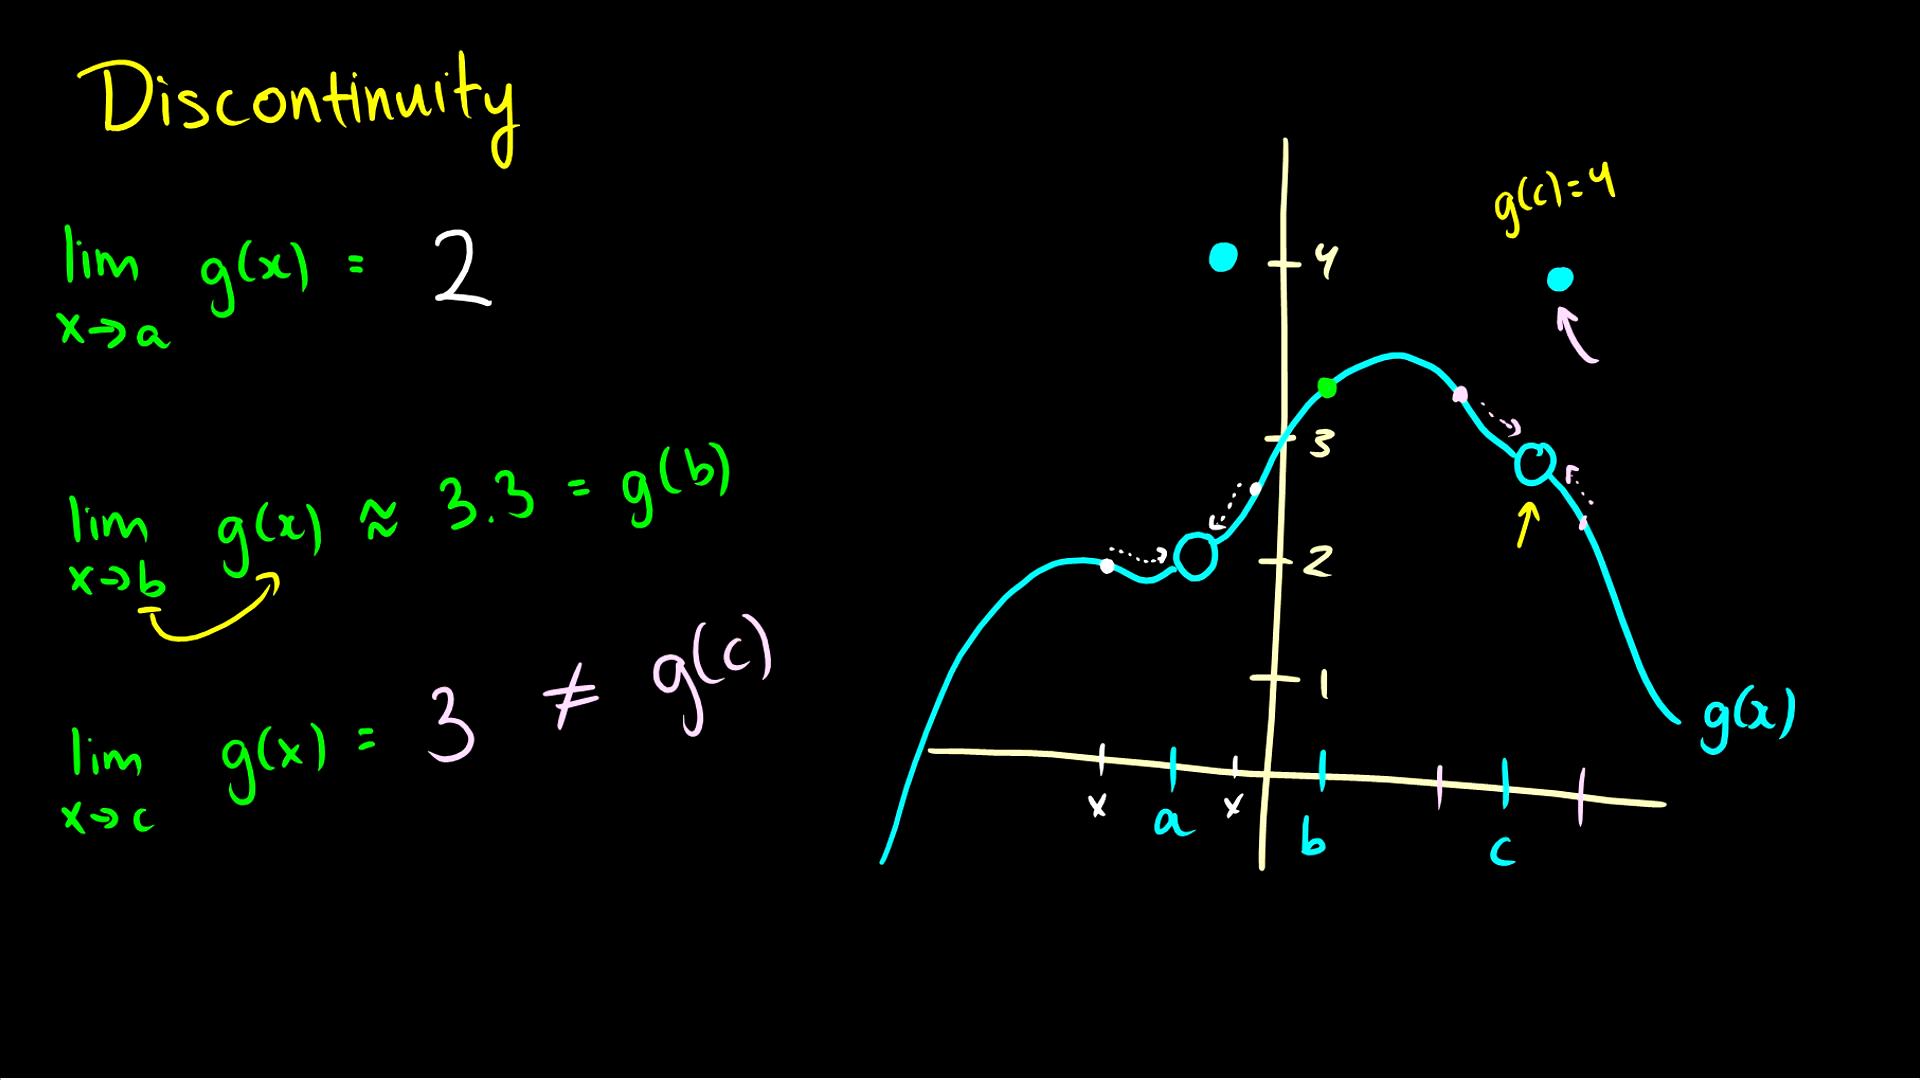 Discontinuity
lim g(x) = 2
x→a
lim g(x) ≈ 3.3 = g(b)
x→b
lim g(x) = 3 ≠ g(c)
x→c
g(c)=4
4
3
2
1
g(x)
x a x b c